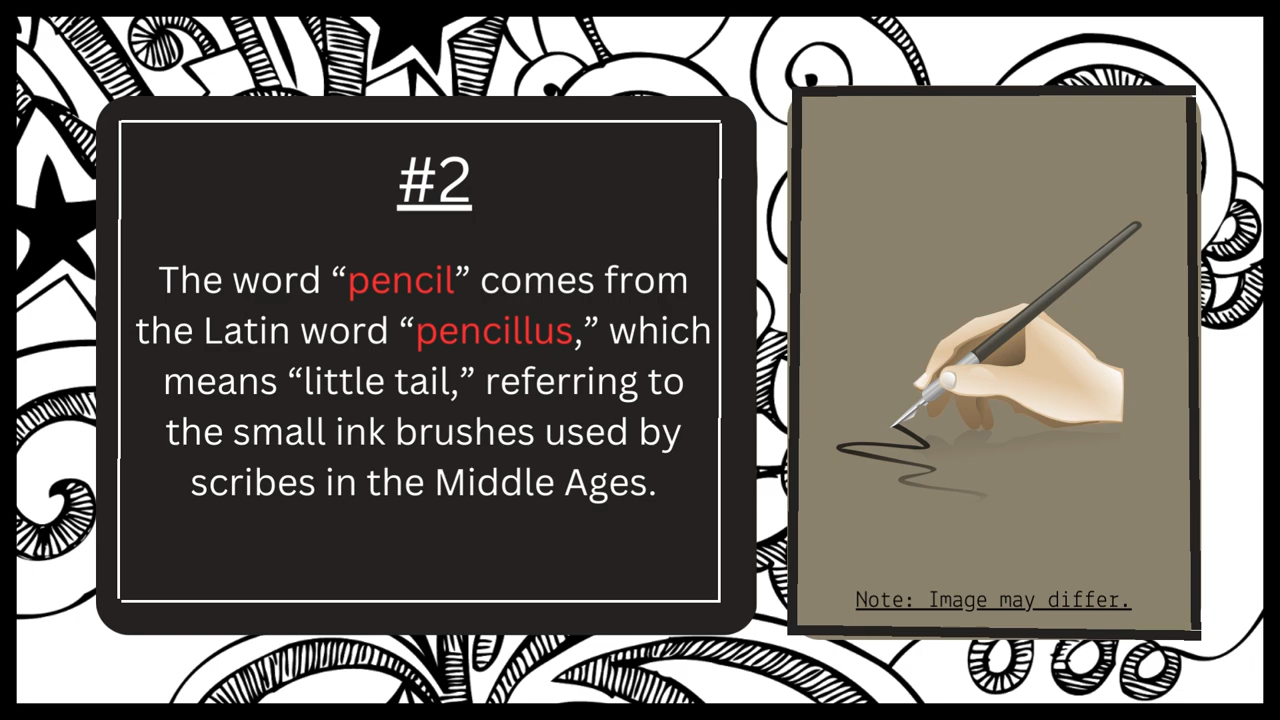 #2
The word “pencil” comes from
the Latin word “pencillus,” which
means “little tail,” referring to
the small ink brushes used by
scribes in the Middle Ages.
Note: Image may differ.